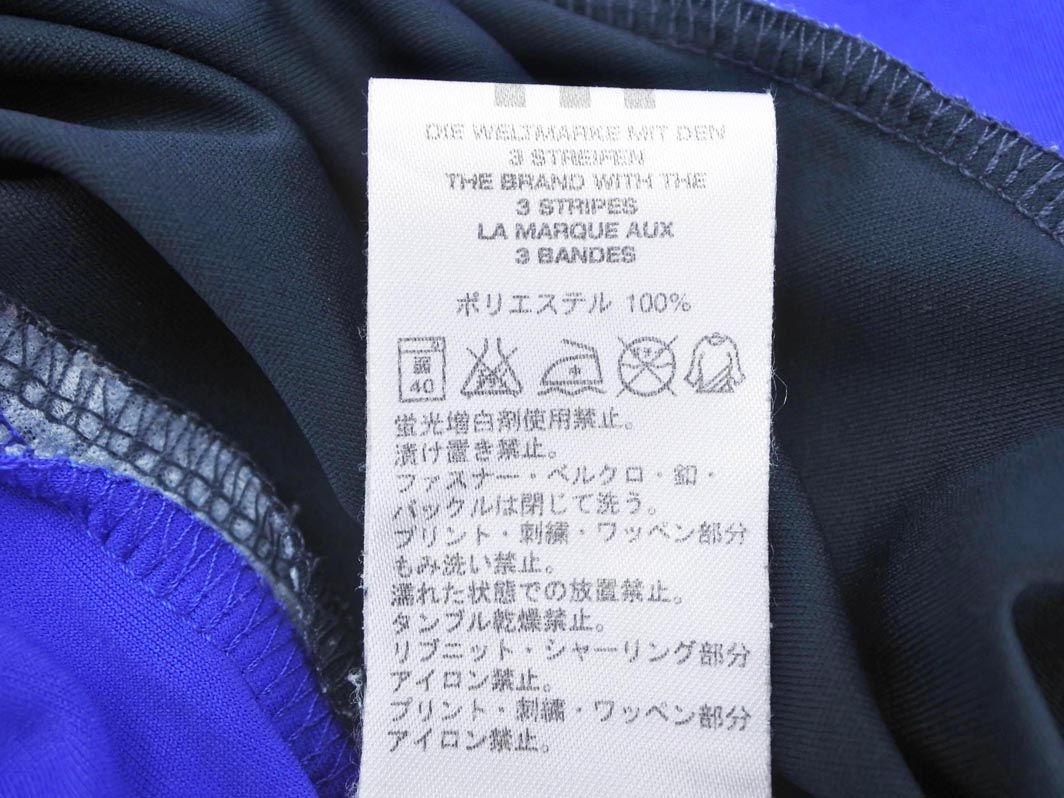 DIE WELTMARKE MIT DEN
3 STREIFEN
THE BRAND WITH THE
3 STRIPES
LA MARQUE AUX
3 BANDES
ポリエステル 100%
弱
40
蛍光増白剤使用禁止。
漬け置き禁止。
ファスナー・ベルクロ・釦・
バックルは閉じて洗う。
プリント・刺繍・ワッペン部分
もみ洗い禁止。
濡れた状態での放置禁止。
タンブル乾燥禁止。
リブニット・シャーリング部分
アイロン禁止。
プリント・刺繍・ワッペン部分
アイロン禁止。